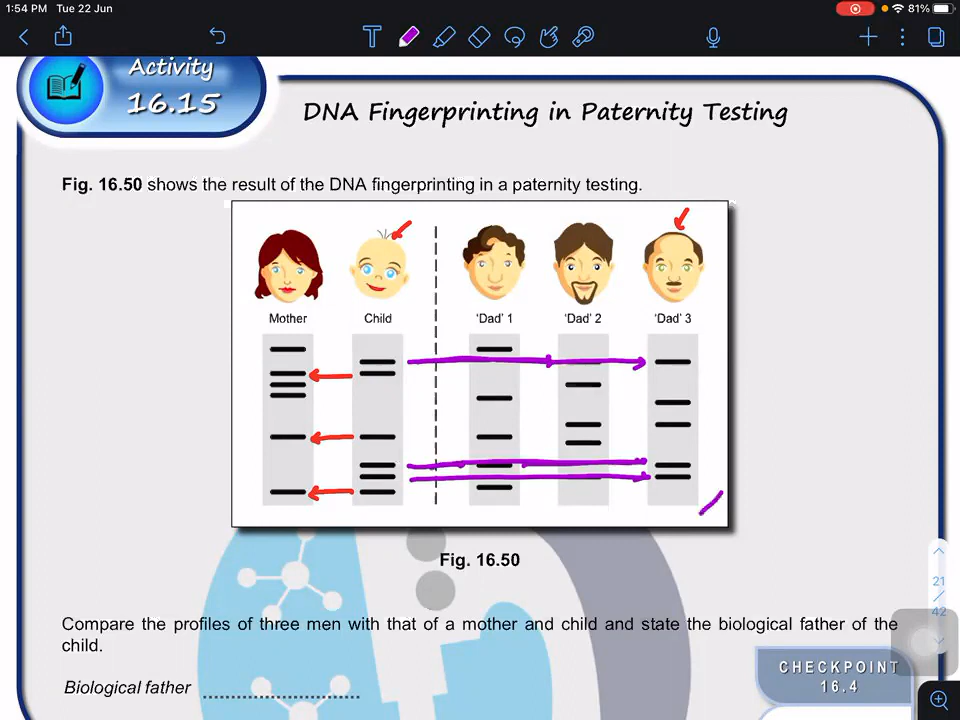 1:54 PM Tue 22 Jun
81%
Activity
16.15
DNA Fingerprinting in Paternity Testing
Fig. 16.50 shows the result of the DNA fingerprinting in a paternity testing.
Mother Child 'Dad' 1 'Dad' 2 'Dad' 3
Fig. 16.50
21
/
42
Compare the profiles of three men with that of a mother and child and state the biological father of the
child.
Biological father ............................
CHECKPOINT
16.4